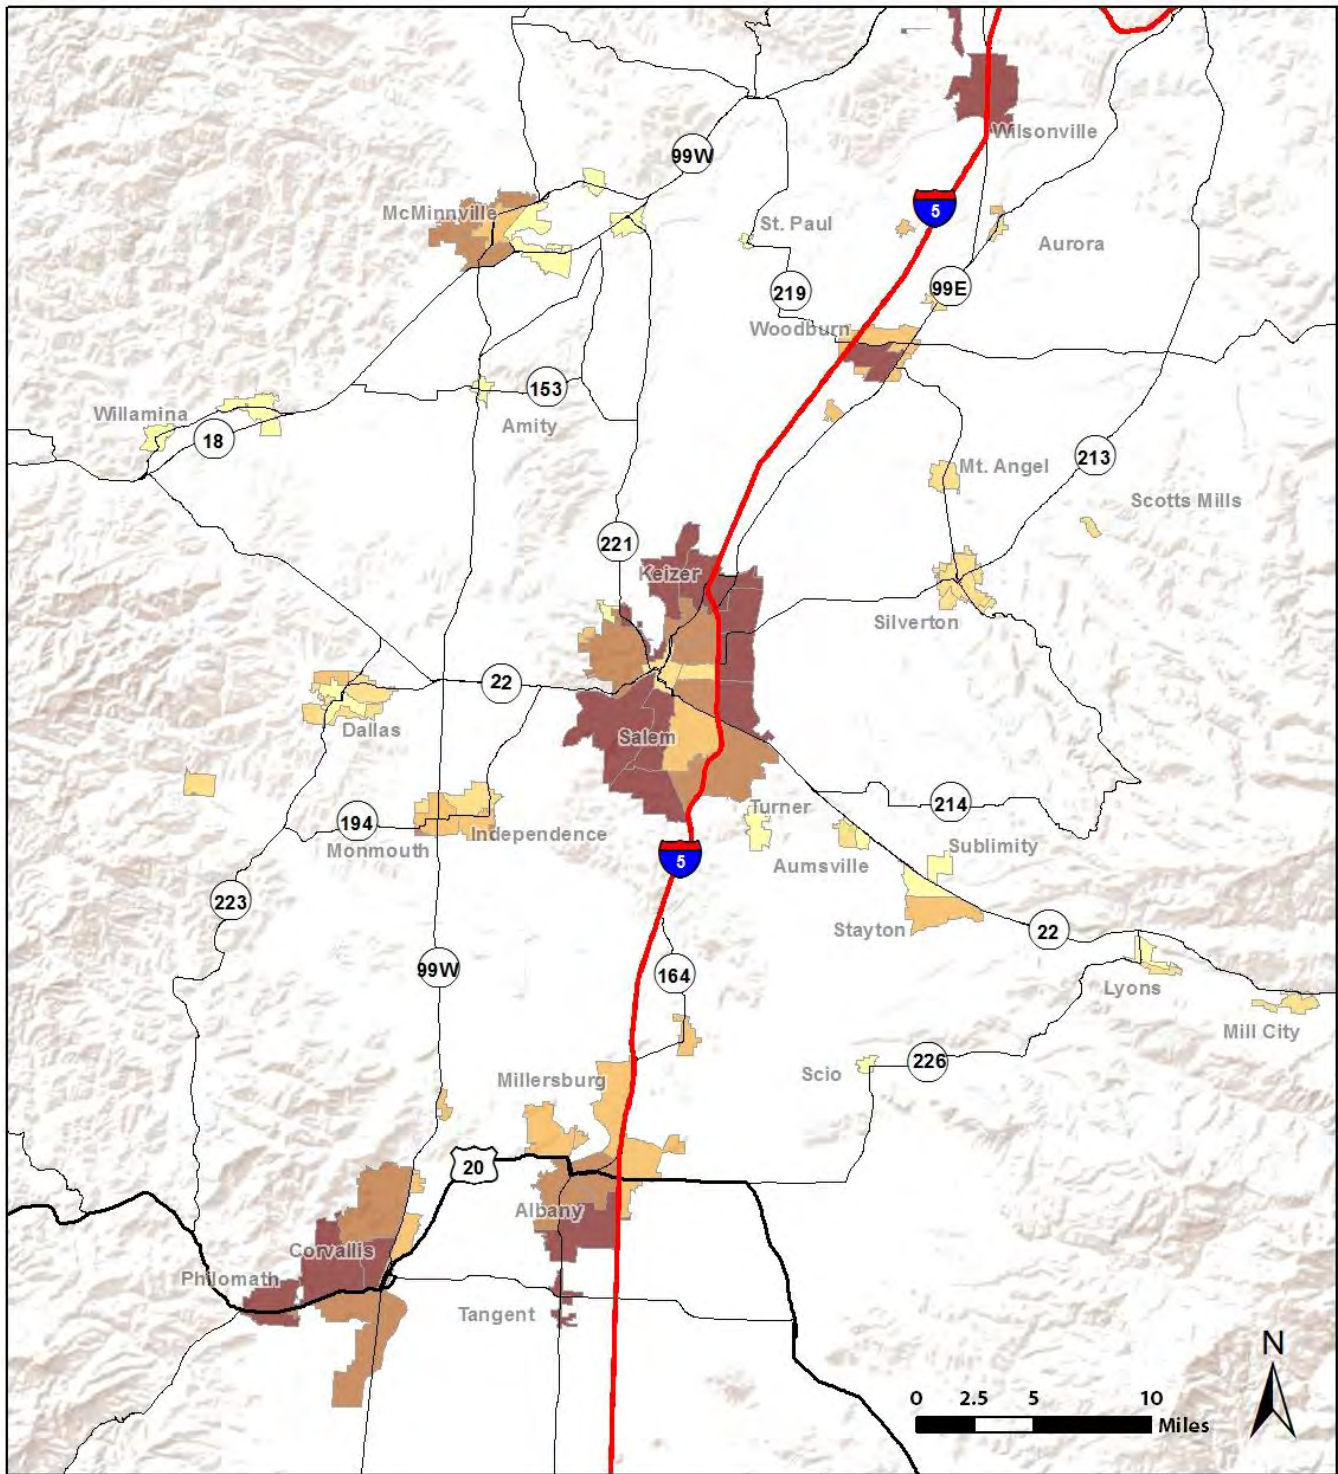 Wilsonville
99W
McMinnville
5
St. Paul
Aurora
219
99E
Woodburn
153
Willamina
Amity
18
213
Mt. Angel
Scotts Mills
221
Keizer
Silverton
22
Dallas
Salem
214
Turner
194
Independence
Monmouth
Sublimity
Aumsville
5
223
Stayton
22
99W
164
Lyons
Mill City
226
Scio
Millersburg
20
Albany
Corvallis
Philomath
Tangent
N
0 2.5 5 10
Miles